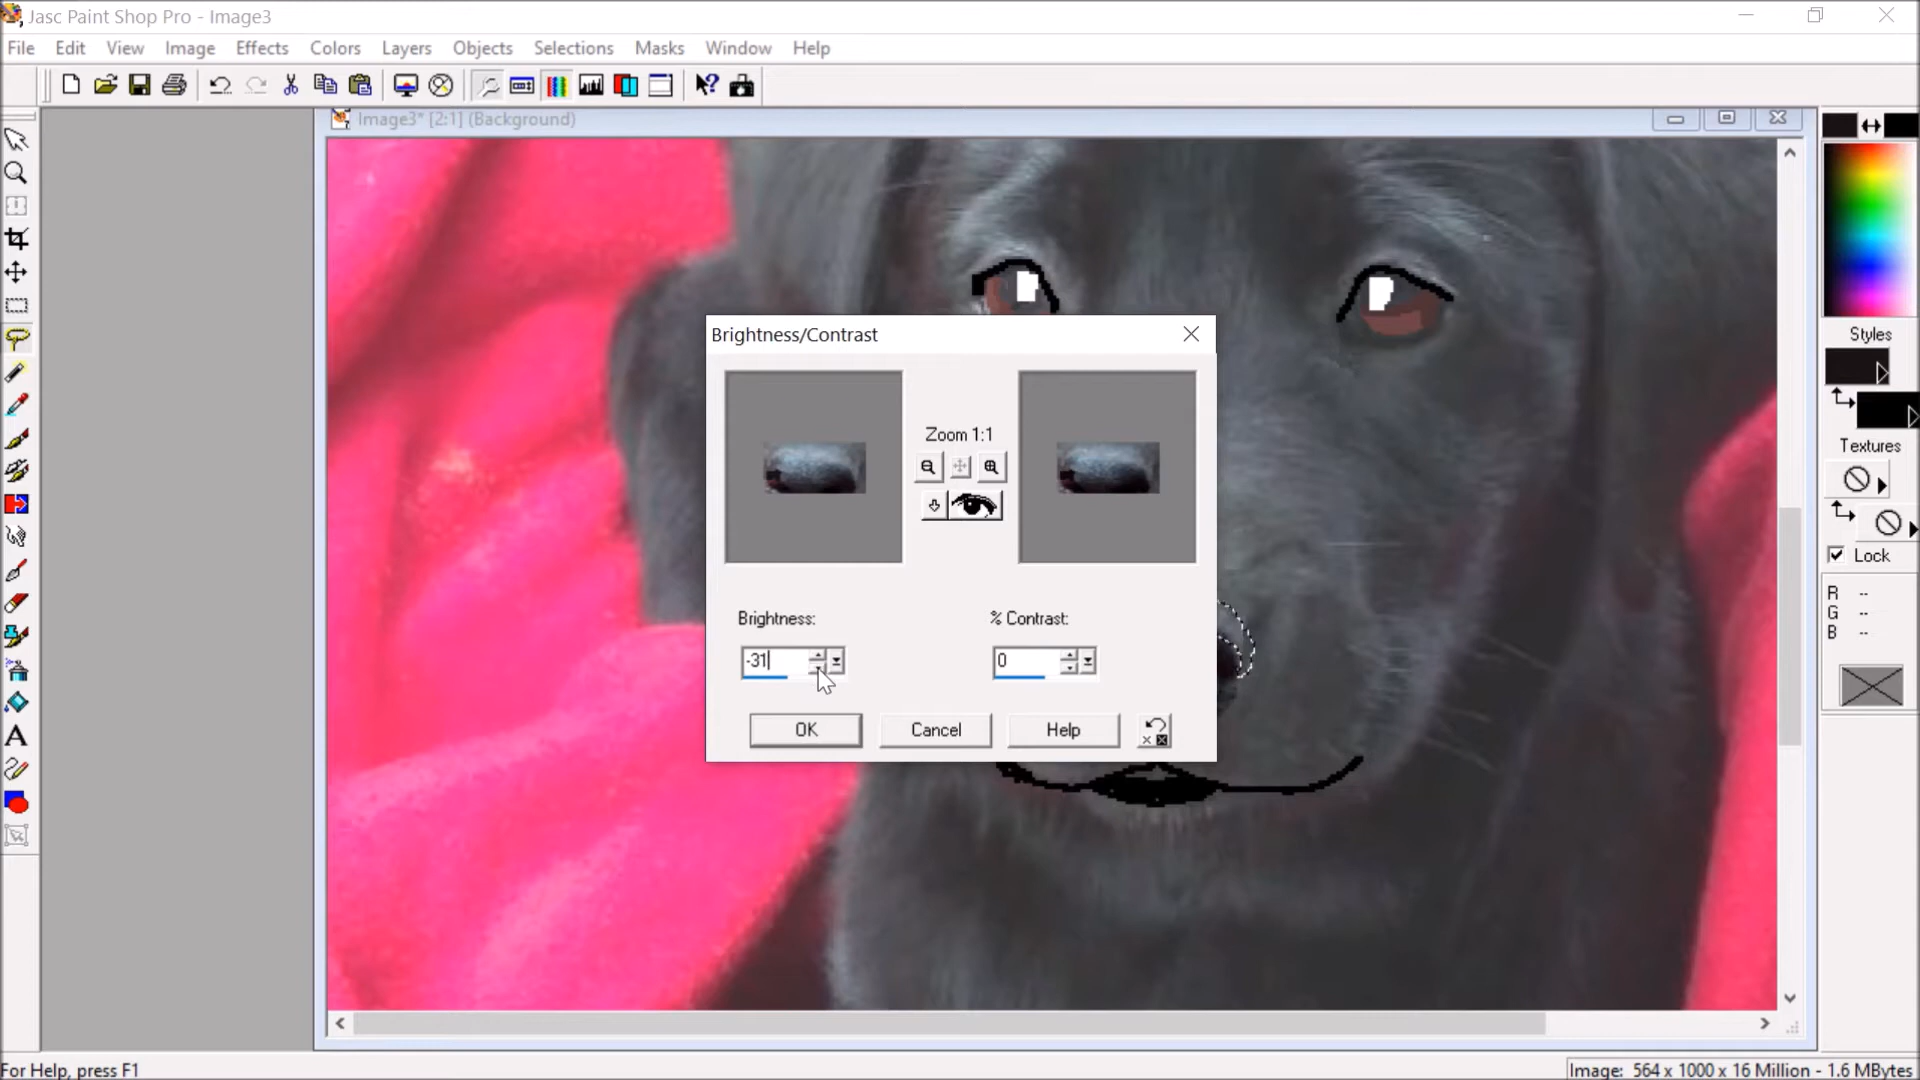 Jasc Paint Shop Pro - Image3
File Edit View Image Effects Colors Layers Objects Selections Masks Window Help
Image3* [2:1] (Background)
Brightness/Contrast
Styles
Zoom 1:1
Textures
Lock
R --
G --
B --
Brightness: % Contrast:
-31 0
OK Cancel Help
A
For Help, press F1
Image: 564 x 1000 x 16 Million - 1.6 MBytes